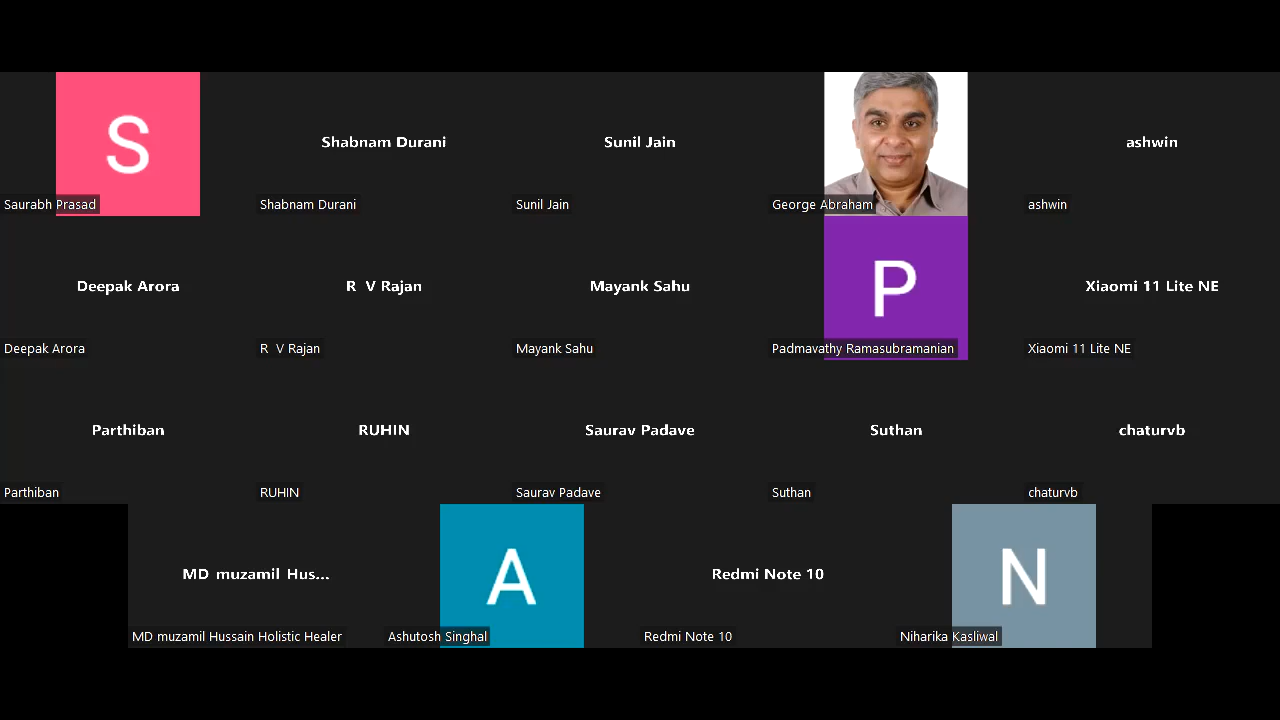 S
Shabnam Durani
Sunil Jain
ashwin
Saurabh Prasad
Shabnam Durani
Sunil Jain
George Abraham
ashwin
Deepak Arora
R V Rajan
Mayank Sahu
P
Xiaomi 11 Lite NE
Deepak Arora
R V Rajan
Mayank Sahu
Padmavathy Ramasubramanian
Xiaomi 11 Lite NE
Parthiban
RUHIN
Saurav Padave
Suthan
chaturvb
Parthiban
RUHIN
Saurav Padave
Suthan
chaturvb
MD muzamil Hus...
A
Redmi Note 10
N
MD muzamil Hussain Holistic Healer
Ashutosh Singhal
Redmi Note 10
Niharika Kasliwal